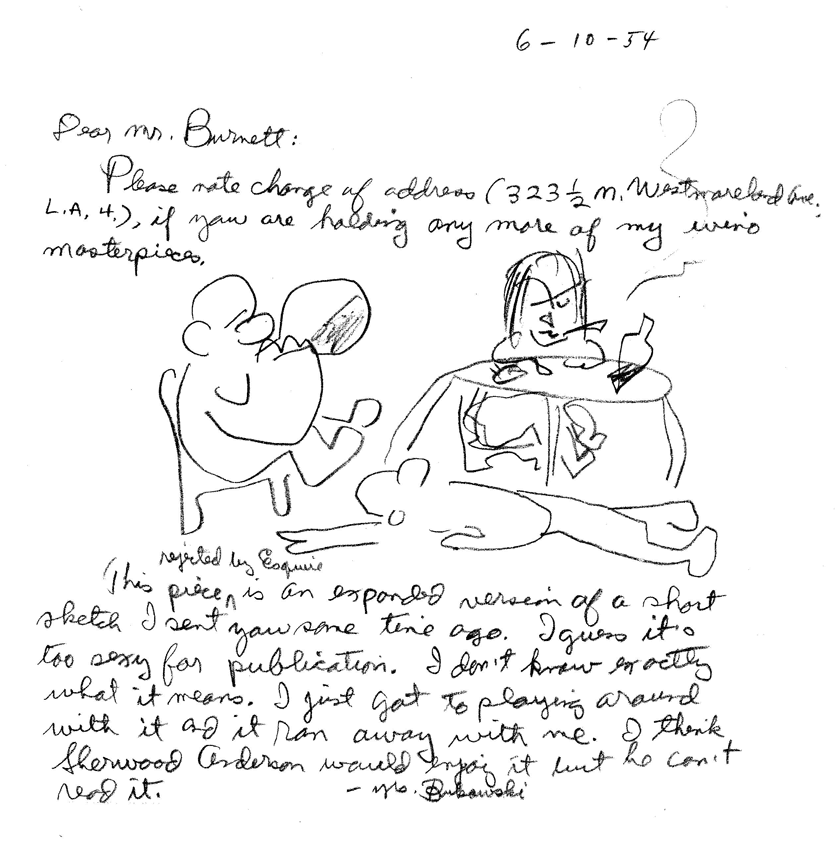 6-10-54
Dear Mr. Burnett:
Please note change of address (323 ½ N. Westmoreland Ave.,
L.A. 4.), if you are holding any more of my wino
masterpieces.
rejected by Esquire
This piece ^ is an expanded version of a short
sketch I sent you some time ago. I guess it's
too sexy for publication. I don't know exactly
what it means. I just got to playing around
with it and it ran away with me. I think
Sherwood Anderson would enjoy it but he can't
read it.
Bukowski